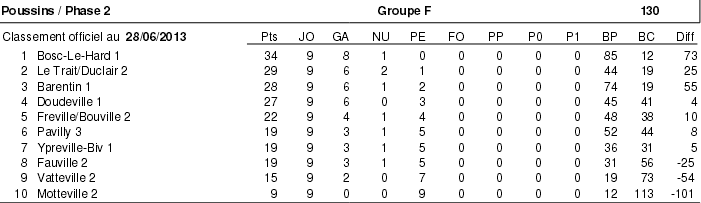 Poussins / Phase 2 Groupe F 130
Classement officiel au 28/06/2013 Pts JO GA NU PE FO PP P0 P1 BP BC Diff
1 Bosc-Le-Hard 1 34 9 8 1 0 0 0 0 0 85 12 73
2 Le Trait/Duclair 2 29 9 6 2 1 0 0 0 0 44 19 25
3 Barentin 1 28 9 6 1 2 0 0 0 0 74 19 55
4 Doudeville 1 27 9 6 0 3 0 0 0 0 45 41 4
5 Freville/Bouville 2 22 9 4 1 4 0 0 0 0 48 38 10
6 Pavilly 3 19 9 3 1 5 0 0 0 0 52 44 8
7 Ypreville-Biv 1 19 9 3 1 5 0 0 0 0 36 31 5
8 Fauville 2 19 9 3 1 5 0 0 0 0 31 56 -25
9 Vatteville 2 15 9 2 0 7 0 0 0 0 19 73 -54
10 Motteville 2 9 9 0 0 9 0 0 0 0 12 113 -101